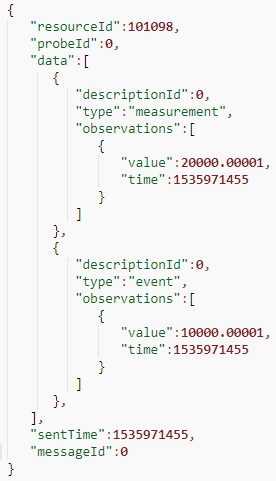 {
"resourceId":101098,
"probeId":0,
"data":[
{
"descriptionId":0,
"type":"measurement",
"observations":[
{
"value":20000.00001,
"time":1535971455
}
]
},
{
"descriptionId":0,
"type":"event",
"observations":[
{
"value":10000.00001,
"time":1535971455
}
]
},
],
"sentTime":1535971455,
"messageId":0
}